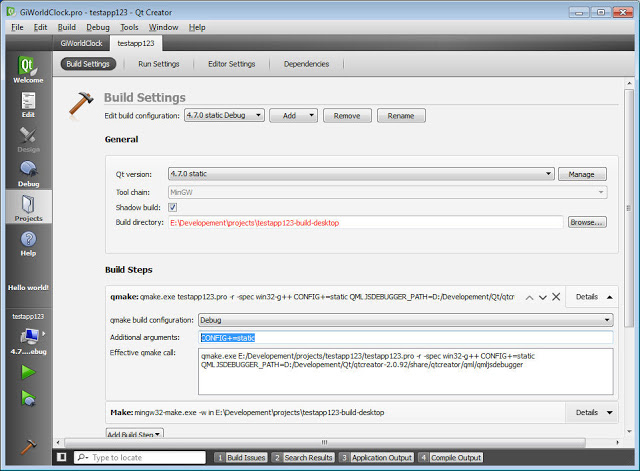 GiWorldClock.pro - testapp123 - Qt Creator
File Edit Build Debug Tools Window Help
GiWorldClock testapp123
Build Settings Run Settings Editor Settings Dependencies
Qt
Welcome
Edit
Design
Debug
Projects
Help
Hello world!
testapp123
4.7....ebug
Build Settings
Edit build configuration: 4.7.0 static Debug Add Remove Rename
General
Qt version: 4.7.0 static Manage
Tool chain: MinGW
Shadow build:
Build directory: E:\Developement\projects\testapp123-build-desktop Browse...
Build Steps
qmake: qmake.exe testapp123.pro -r -spec win32-g++ CONFIG+=static QMLJSDEBUGGER_PATH=D:/Developement/Qt/qtcr Details
qmake build configuration: Debug
Additional arguments: CONFIG+=static
Effective qmake call: qmake.exe E:/Developement/projects/testapp123/testapp123.pro -r -spec win32-g++ CONFIG+=static
QMLJSDEBUGGER_PATH=D:/Developement/Qt/qtcreator-2.0.92/share/qtcreator/qml/qmljsdebugger
Make: mingw32-make.exe -w in E:\Developement\projects\testapp123-build-desktop Details
Add Build Step
Type to locate 1 Build Issues 2 Search Results 3 Application Output 4 Compile Output